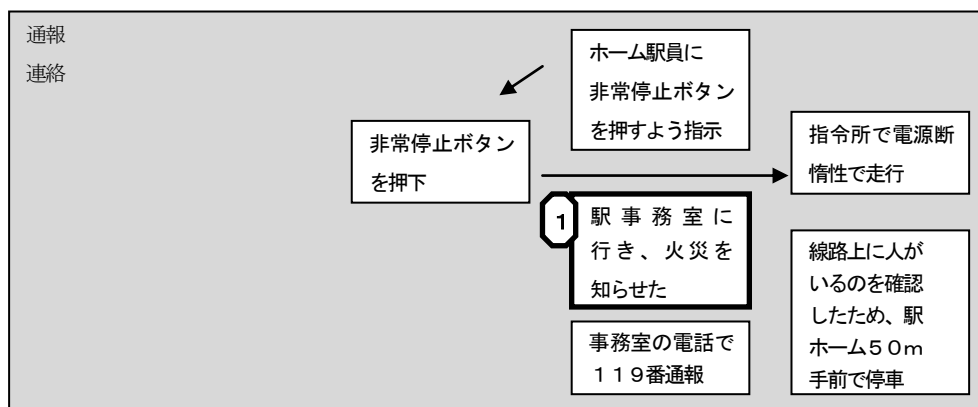 通報
連絡
ホーム駅員に
非常停止ボタン
を押すよう指示
非常停止ボタン
を押下
指令所で電源断
惰性で走行
1
駅事務室に
行き、火災を
知らせた
線路上に人が
いるのを確認
したため、駅
ホーム50m
手前で停車
事務室の電話で
119番通報